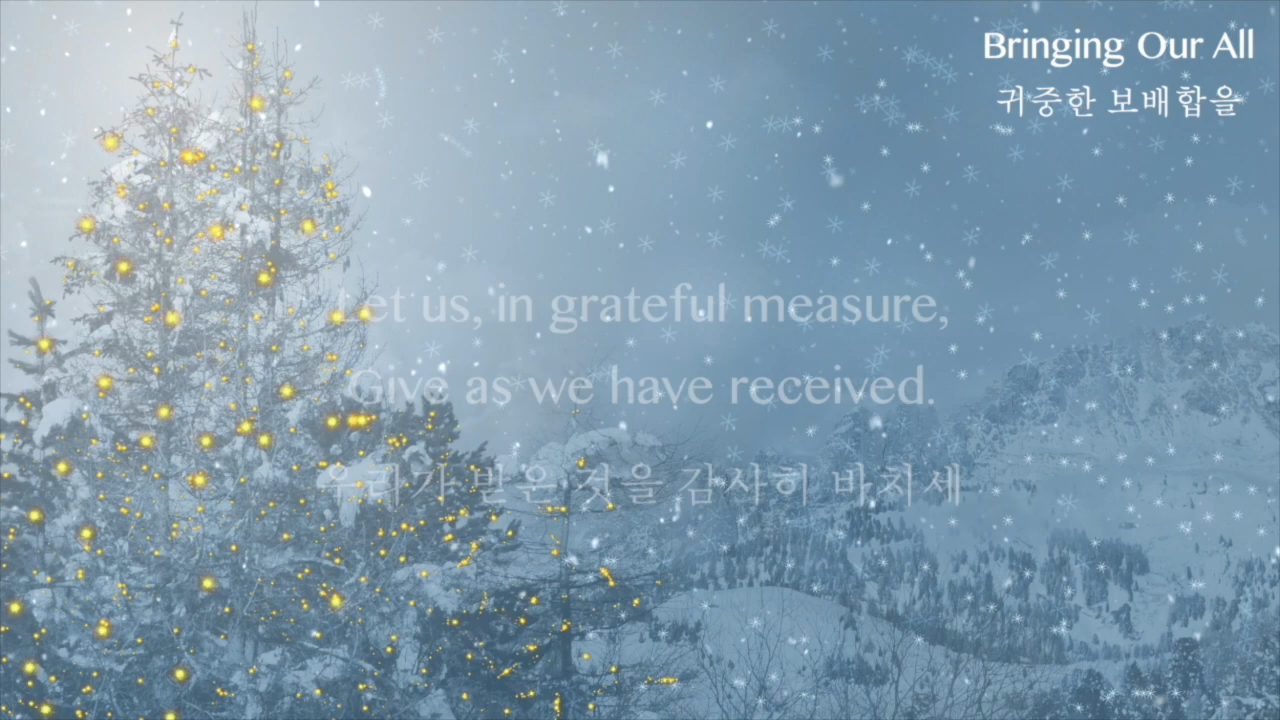 Bringing Our All
귀중한 보배합을
Let us, in grateful measure,
Give as we have received.
우리가 받은 것을 감사히 바치세